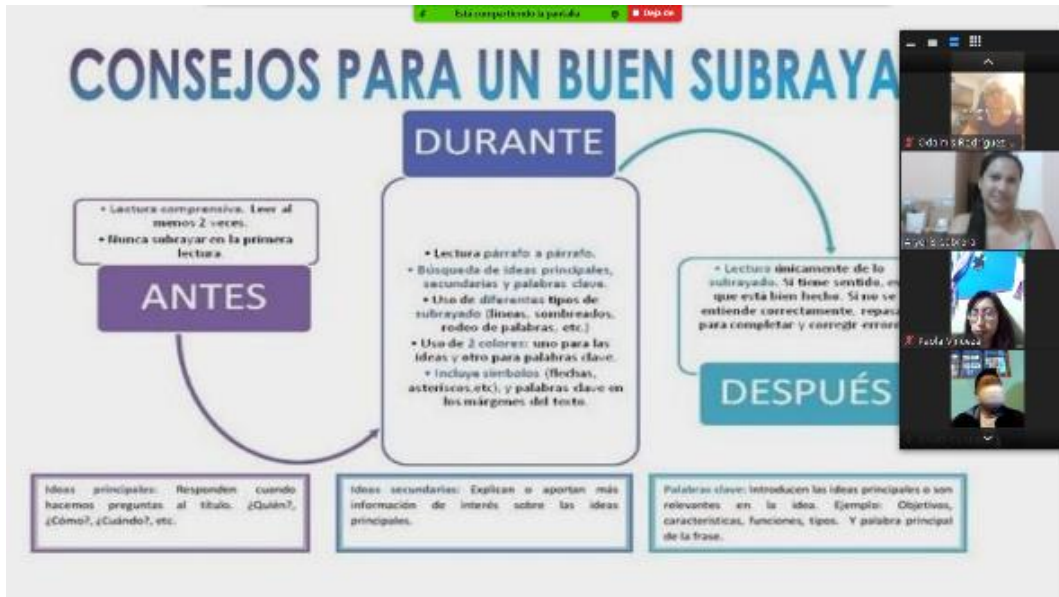 Está compartiendo la pantalla
Deja de
CONSEJOS PARA UN BUEN SUBRAYA
DURANTE
• Lectura comprensiva. Leer al
menos 2 veces.
• Nunca subrayar en la primera
lectura.
ANTES
• Lectura párrafo a párrafo.
• Búsqueda de ideas principales,
secundarias y palabras clave.
• Uso de diferentes tipos de
subrayado (líneas, sombreados,
rodeo de palabras, etc.)
• Uso de 2 colores: uno para las
ideas y otro para palabras clave.
• Incluye símbolos (flechas,
asteriscos,etc), y palabras clave en
los márgenes del texto.
• Lectura únicamente de lo
subrayado. Si tiene sentido, es
que está bien hecho. Si no se
entiende correctamente, repasa
para completar y corregir errore
DESPUÉS
Ideas principales: Responden cuando
hacemos preguntas al título. ¿Quién?,
¿Cómo?, ¿Cuándo?, etc.
Ideas secundarias: Explican o aportan más
información de interés sobre las ideas
principales.
Palabras clave: Introducen las ideas principales o son
relevantes en la idea. Ejemplo: Objetivos,
características, funciones, tipos. Y palabra principal
de la frase.
Odalmis Rodríguez
Cabrera
Paola